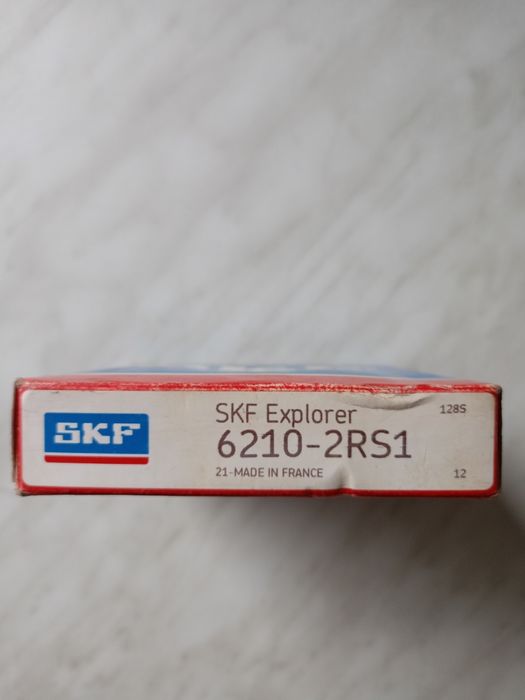 SKF
SKF Explorer
128S
6210-2RS1
21-MADE IN FRANCE
12